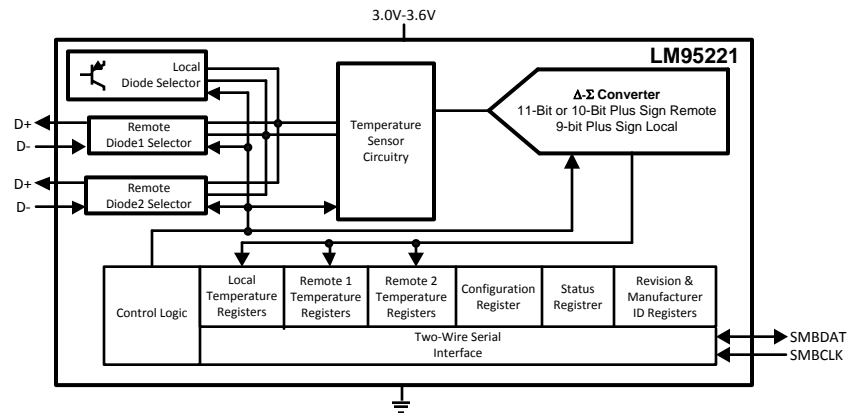 3.0V-3.6V
LM95221
Local
Diode Selector
Δ-Σ Converter
11-Bit or 10-Bit Plus Sign Remote
9-bit Plus Sign Local
D+
D-
Remote
Diode1 Selector
Temperature
Sensor
Circuitry
D+
D-
Remote
Diode2 Selector
Control Logic
Local
Temperature
Registers
Remote 1
Temperature
Registers
Remote 2
Temperature
Registers
Configuration
Register
Status
Registrer
Revision &
Manufacturer
ID Registers
Two-Wire Serial
Interface
SMBDAT
SMBCLK